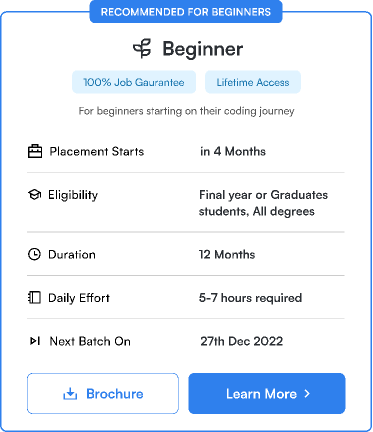 RECOMMENDED FOR BEGINNERS
Beginner
100% Job Gaurantee
Lifetime Access
For beginners starting on their coding journey
Placement Starts
in 4 Months
Eligibility
Final year or Graduates
students, All degrees
Duration
12 Months
Daily Effort
5-7 hours required
Next Batch On
27th Dec 2022
Brochure
Learn More